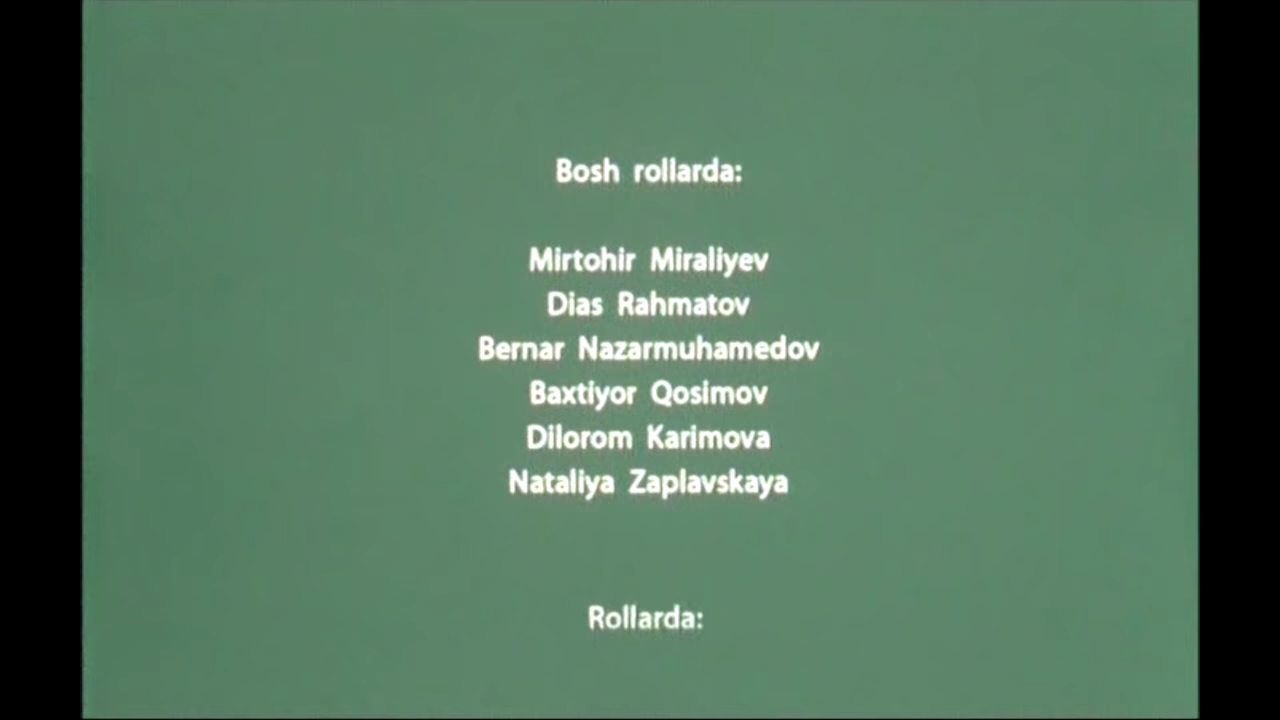 Bosh rollarda:
Mirtohir Miraliyev
Dias Rahmatov
Bernar Nazarmuhamedov
Baxtiyor Qosimov
Dilorom Karimova
Nataliya Zaplavskaya
Rollarda: